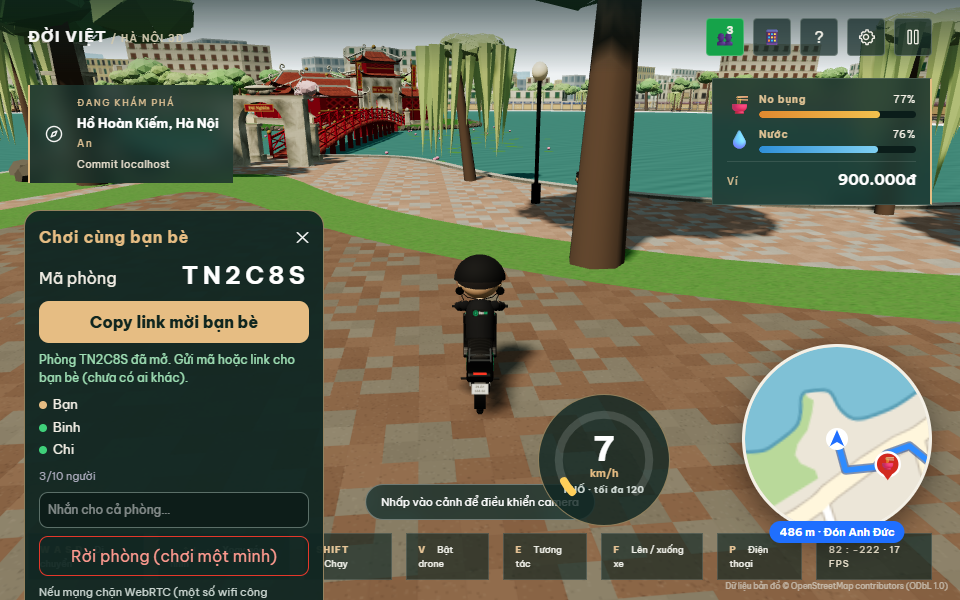 ĐỜI VIỆT / HÀ NỘI 3D
3
?
ĐANG KHÁM PHÁ
Hồ Hoàn Kiếm, Hà Nội
An
Commit localhost
No bụng 77%
Nước 76%
Ví 900.000đ
Chơi cùng bạn bè
Mã phòng TN2C8S
Copy link mời bạn bè
Phòng TN2C8S đã mở. Gửi mã hoặc link cho
bạn bè (chưa có ai khác).
Bạn
Binh
Chi
3/10 người
Nhắn cho cả phòng...
Rời phòng (chơi một mình)
Nếu mạng chặn WebRTC (một số wifi công
7
km/h
tối đa 120
Nhấp vào cảnh để điều khiển camera
486 m · Đón Anh Đức
HIFT
Chạy
V Bật
drone
E Tương
tác
F Lên / xuống
xe
P Điện
thoại
82 : -222 · 17
FPS
Dữ liệu bản đồ © OpenStreetMap contributors (ODbL 1.0)